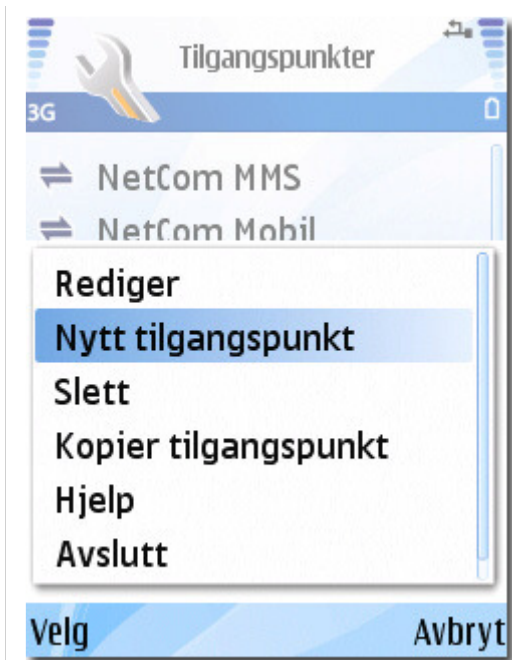 Tilgangspunkter
3G
NetCom MMS
NetCom Mobil
Rediger
Nytt tilgangspunkt
Slett
Kopier tilgangspunkt
Hjelp
Avslutt
Velg Avbryt